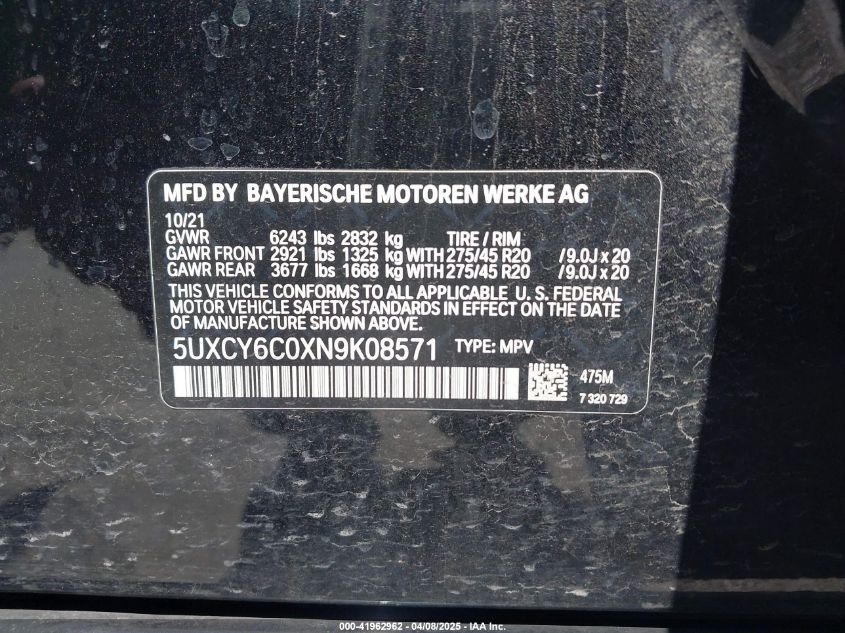 MFD BY BAYERISCHE MOTOREN WERKE AG
10/21
GVWR 6243 lbs 2832 kg TIRE / RIM
GAWR FRONT 2921 lbs 1325 kg WITH 275/45 R20 / 9.0J x 20
GAWR REAR 3677 lbs 1668 kg WITH 275/45 R20 / 9.0J x 20
THIS VEHICLE CONFORMS TO ALL APPLICABLE U. S. FEDERAL
MOTOR VEHICLE SAFETY STANDARDS IN EFFECT ON THE DATE
OF MANUFACTURE SHOWN ABOVE.
5UXCY6C0XN9K08571 TYPE: MPV
475M
7 320 729
000-41962962 - 04/08/2025 - IAA Inc.